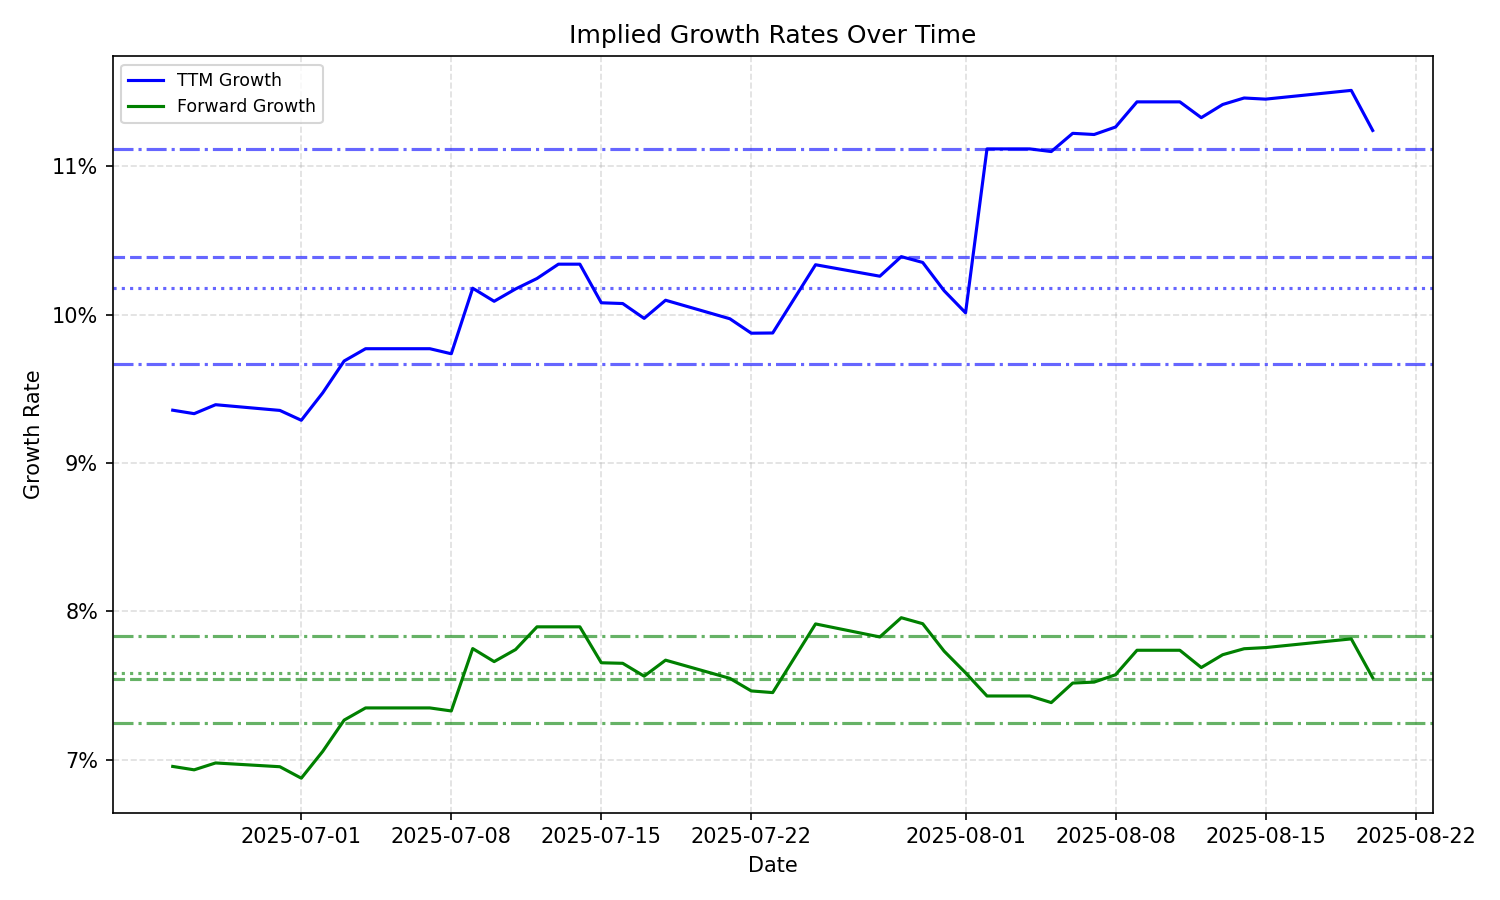 Implied Growth Rates Over Time
TTM Growth
Forward Growth
11%
10%
9%
8%
7%
Growth Rate
2025-07-01
2025-07-08
2025-07-15
2025-07-22
2025-08-01
2025-08-08
2025-08-15
2025-08-22
Date